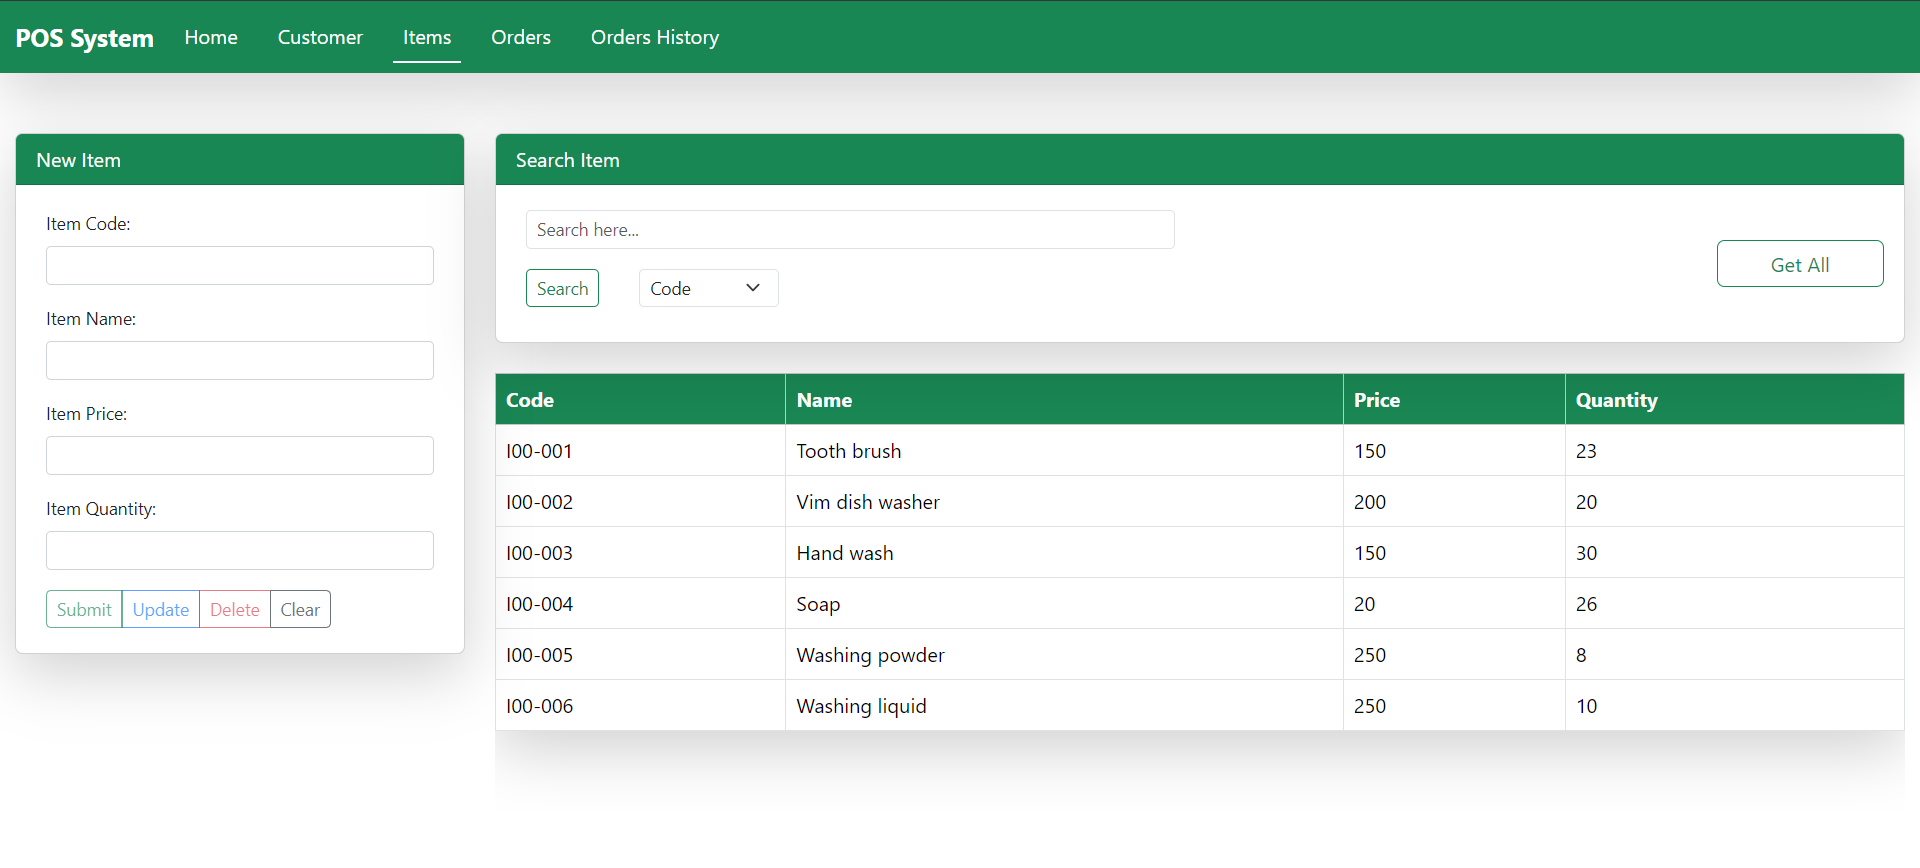 POS System Home Customer Items Orders Orders History
New Item
Item Code:
Item Name:
Item Price:
Item Quantity:
Submit Update Delete Clear
Search Item
Search here...
Search Code
Get All
Code Name Price Quantity
I00-001 Tooth brush 150 23
I00-002 Vim dish washer 200 20
I00-003 Hand wash 150 30
I00-004 Soap 20 26
I00-005 Washing powder 250 8
I00-006 Washing liquid 250 10